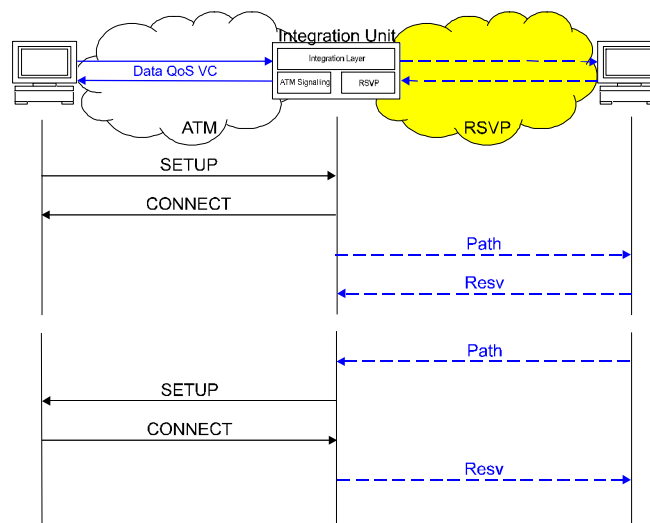 Integration Unit
Integration Layer
Data QoS VC
ATM Signalling
RSVP
ATM
RSVP
SETUP
CONNECT
Path
Resv
Path
SETUP
CONNECT
Resv